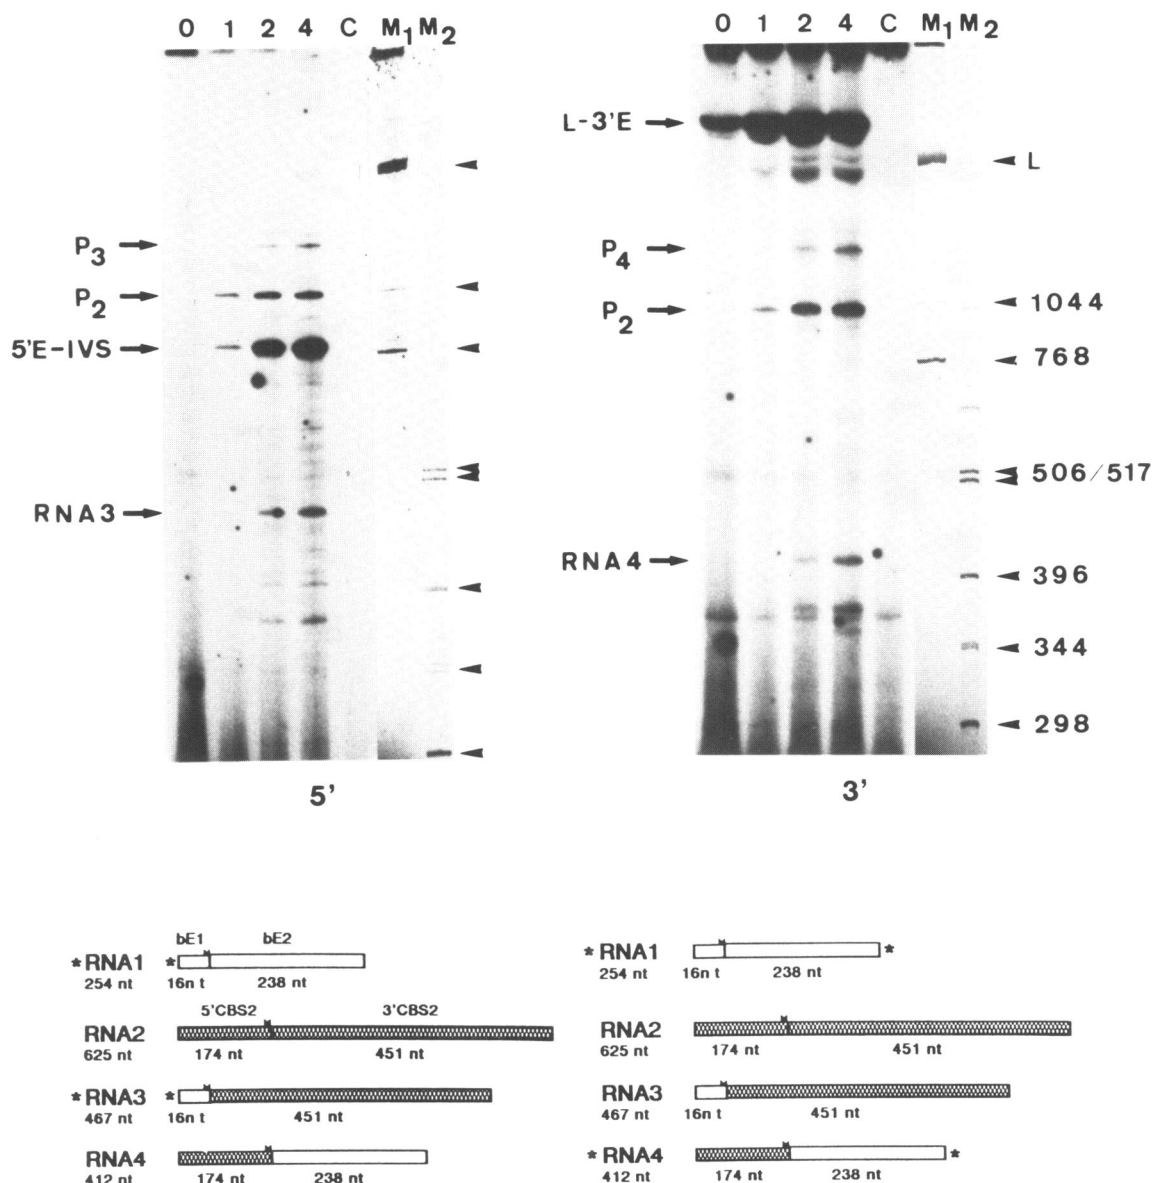 0 1 2 4 C M1 M2
P3
P2
5'E-IVS
RNA3
5'
0 1 2 4 C M1 M2
L-3'E
L
P4
P2
1044
768
506/517
RNA4
396
344
298
3'
bE1 bE2
*RNA1 *
254 nt 16n t 238 nt
5'CBS2 3'CBS2
RNA2
625 nt 174 nt 451 nt
*RNA3 *
467 nt 16n t 451 nt
RNA4
412 nt 174 nt 238 nt
*RNA1 *
254 nt 16n t 238 nt
RNA2
625 nt 174 nt 451 nt
RNA3
467 nt 16n t 451 nt
*RNA4 *
412 nt 174 nt 238 nt